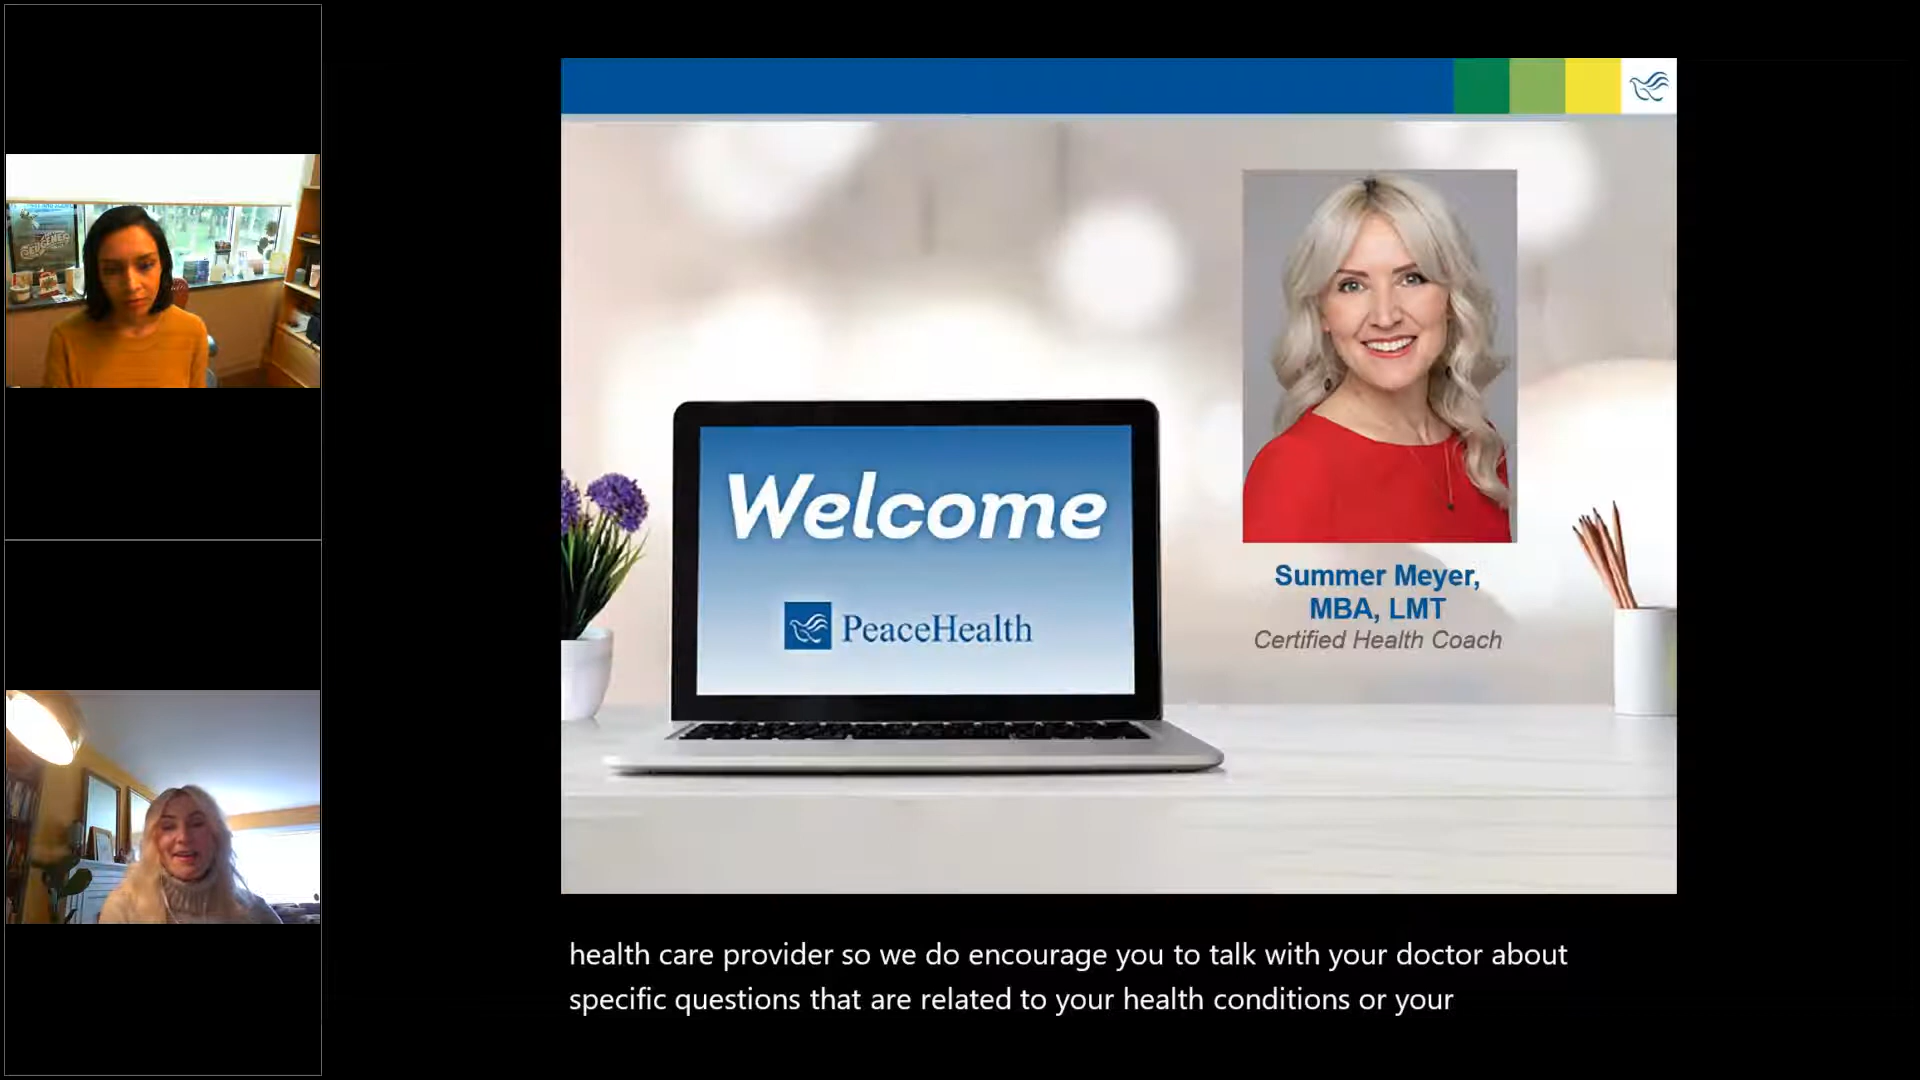 Welcome
PeaceHealth
Summer Meyer,
MBA, LMT
Certified Health Coach
health care provider so we do encourage you to talk with your doctor about
specific questions that are related to your health conditions or your